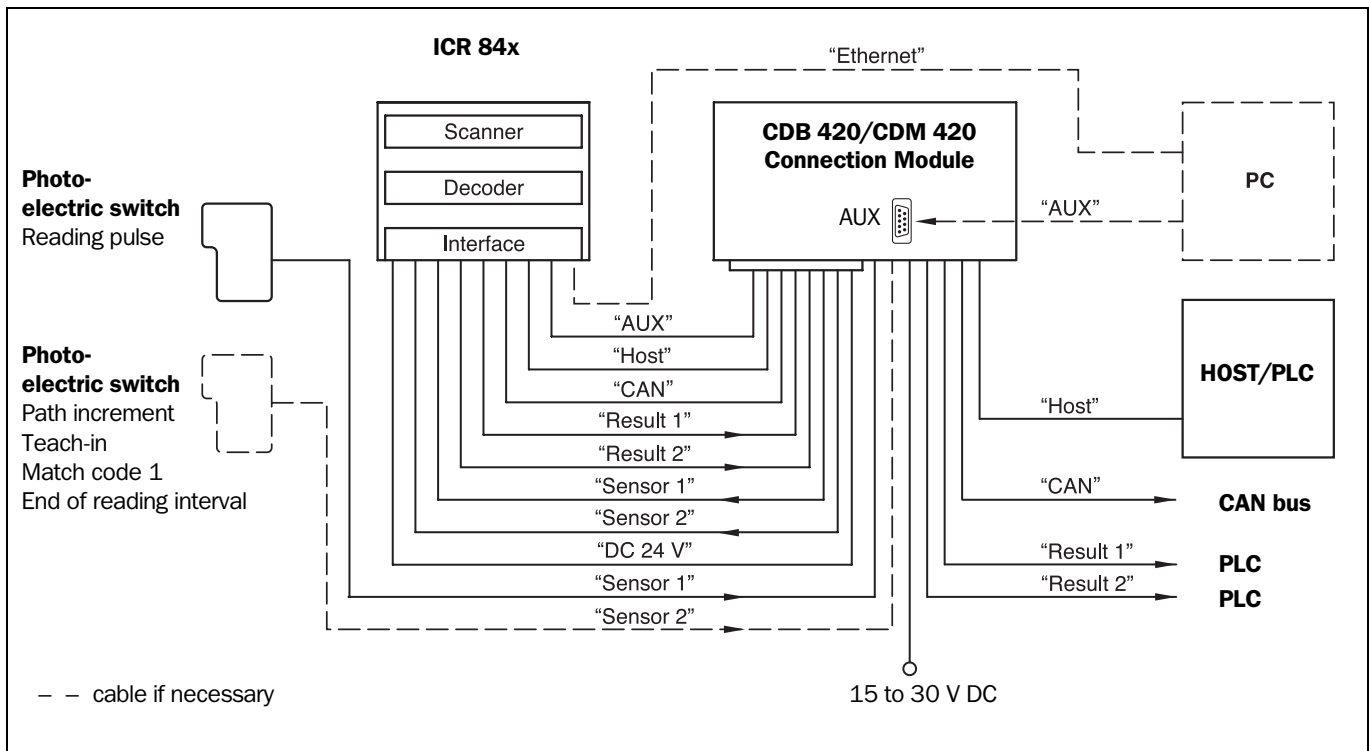 ICR 84x
“Ethernet”
Scanner
Decoder
Interface
CDB 420/CDM 420
Connection Module
AUX
“AUX”
PC
Photo-
electric switch
Reading pulse
Photo-
electric switch
Path increment
Teach-in
Match code 1
End of reading interval
“AUX”
“Host”
“CAN”
“Result 1”
“Result 2”
“Sensor 1”
“Sensor 2”
“DC 24 V”
“Sensor 1”
“Sensor 2”
HOST/PLC
“Host”
“CAN”
CAN bus
“Result 1”
PLC
“Result 2”
PLC
– – cable if necessary
15 to 30 V DC